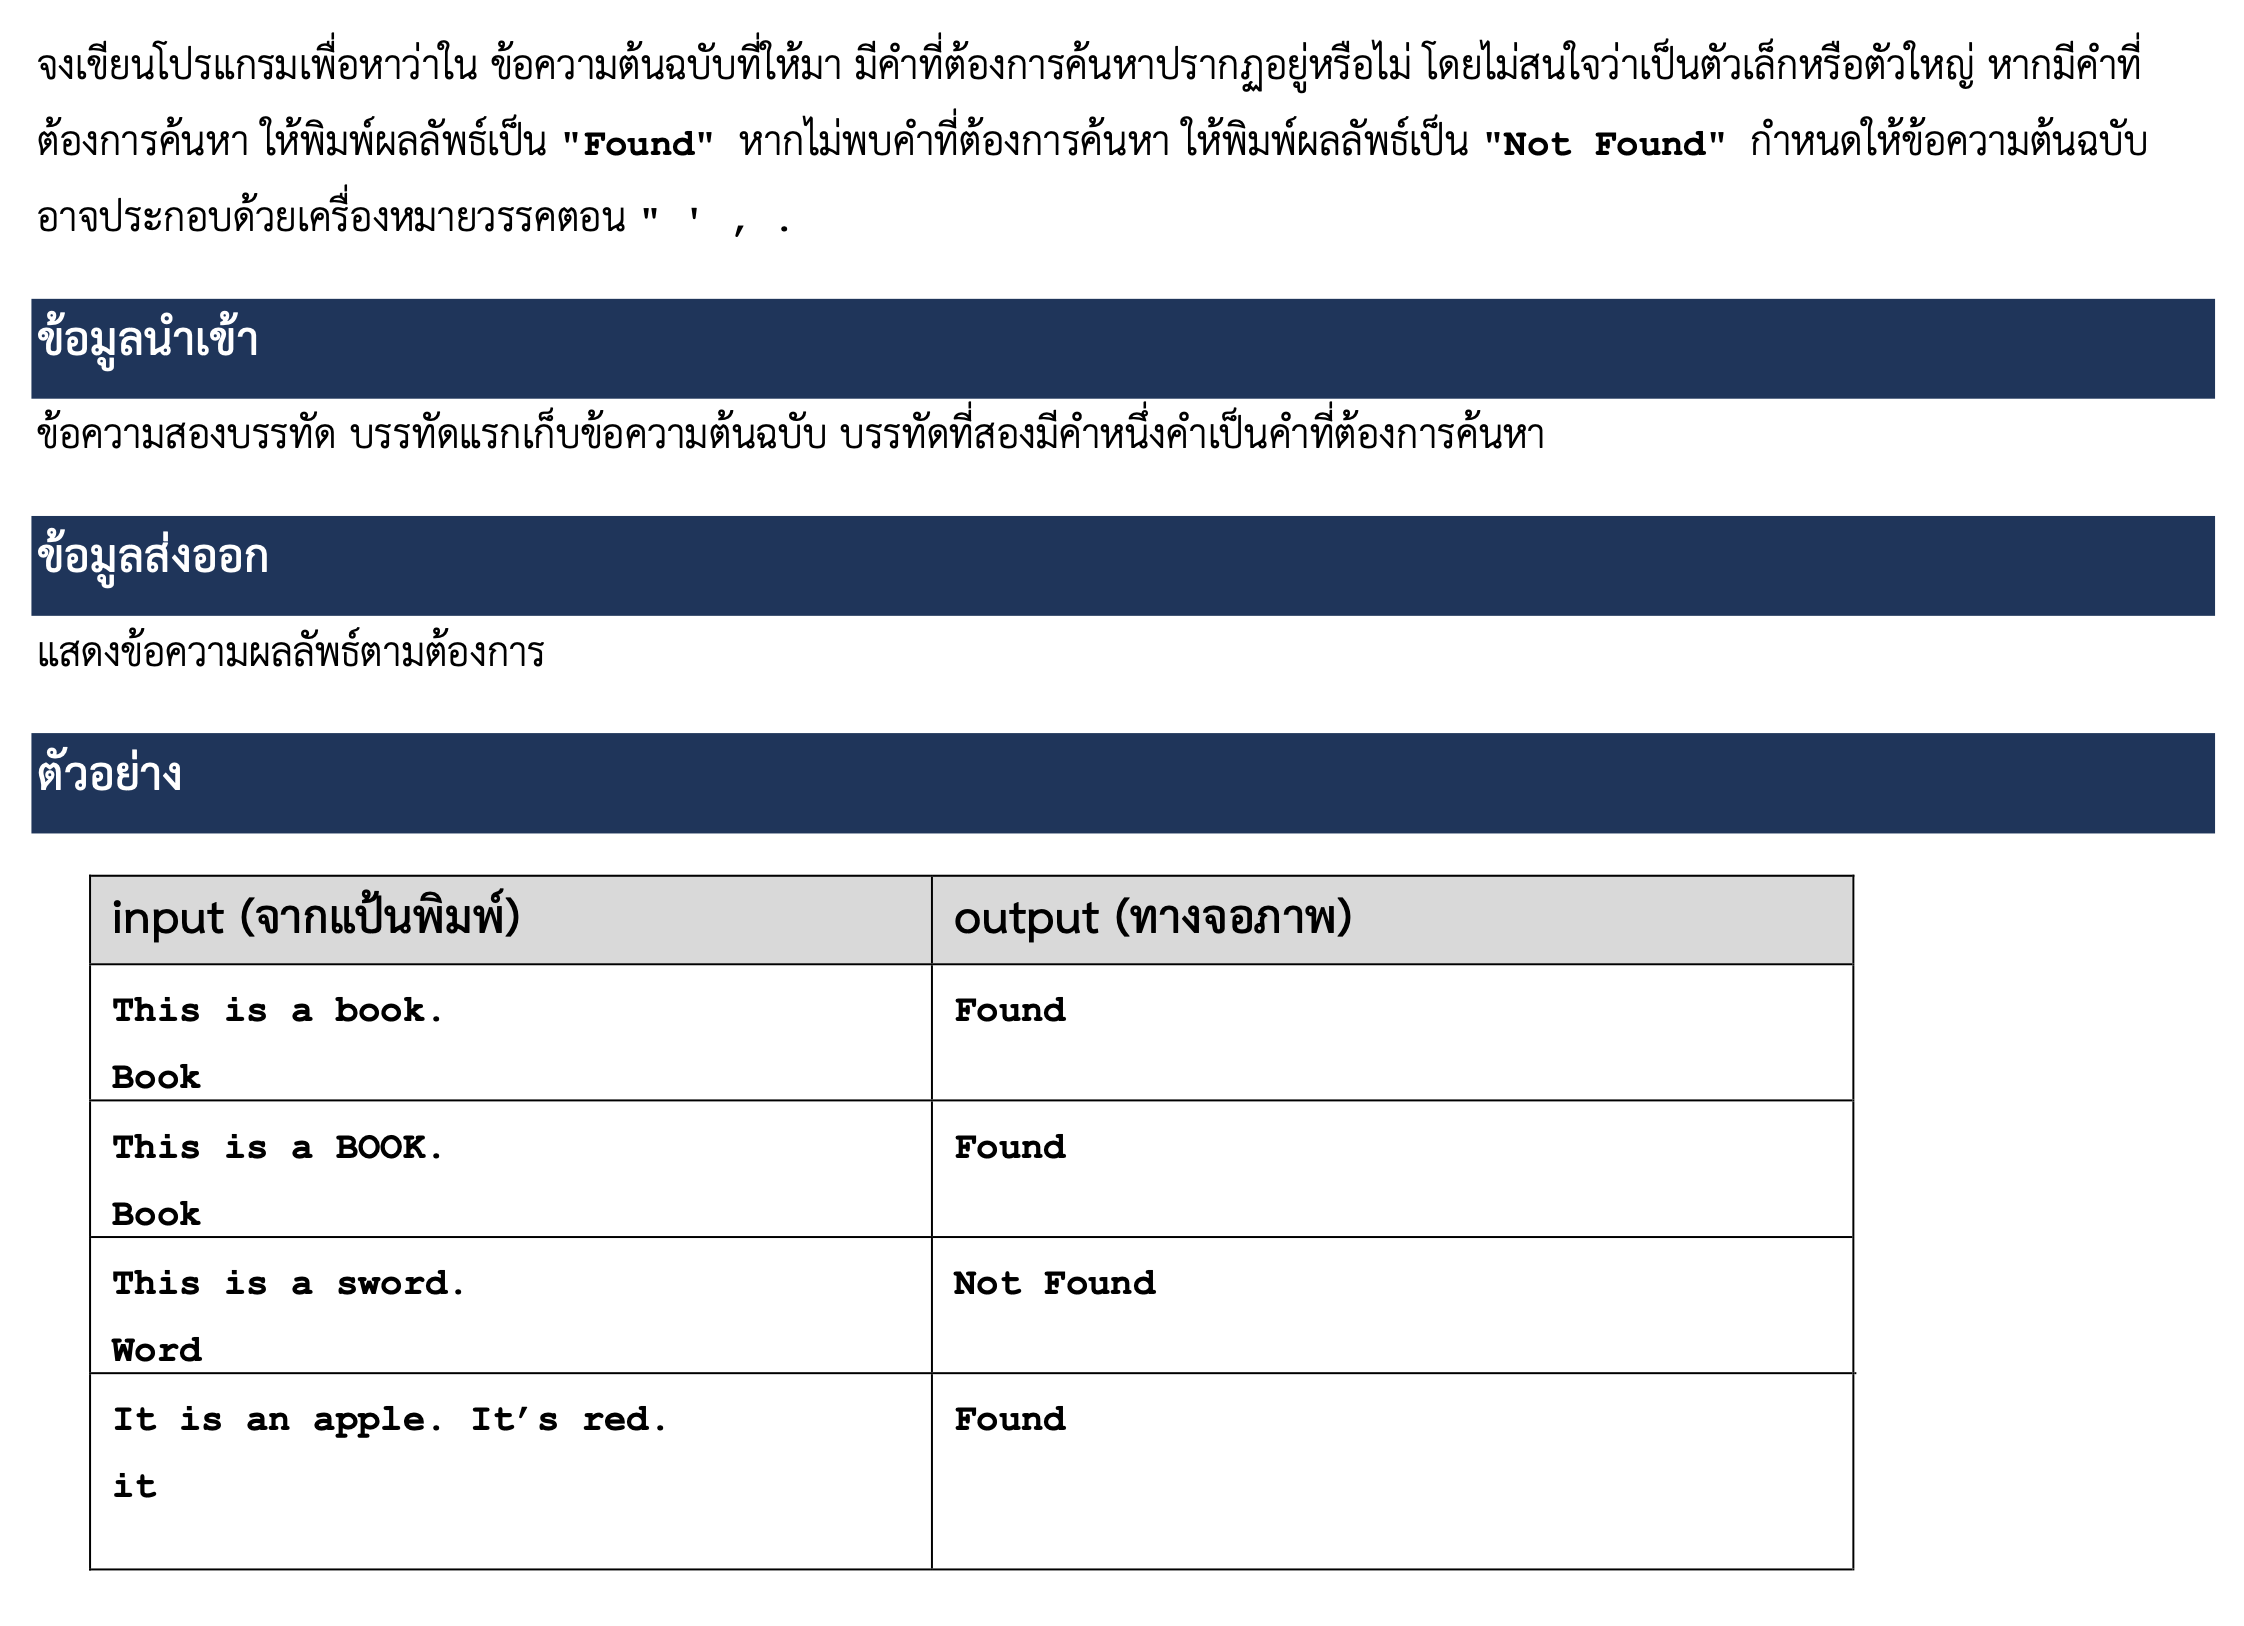 จงเขียนโปรแกรมเพื่อหาว่าใน ข้อความต้นฉบับที่ให้มา มีคำที่ต้องการค้นหาปรากฏอยู่หรือไม่ โดยไม่สนใจว่าเป็นตัวเล็กหรือตัวใหญ่ หากมีคำที่
ต้องการค้นหา ให้พิมพ์ผลลัพธ์เป็น "Found" หากไม่พบคำที่ต้องการค้นหา ให้พิมพ์ผลลัพธ์เป็น "Not Found" กำหนดให้ข้อความต้นฉบับ
อาจประกอบด้วยเครื่องหมายวรรคตอน " ' , .
ข้อมูลนำเข้า
ข้อความสองบรรทัด บรรทัดแรกเก็บข้อความต้นฉบับ บรรทัดที่สองมีคำหนึ่งคำเป็นคำที่ต้องการค้นหา
ข้อมูลส่งออก
แสดงข้อความผลลัพธ์ตามต้องการ
ตัวอย่าง
input (จากแป้นพิมพ์) output (ทางจอภาพ)
This is a book. Found
Book
This is a BOOK. Found
Book
This is a sword. Not Found
Word
It is an apple. It’s red. Found
it